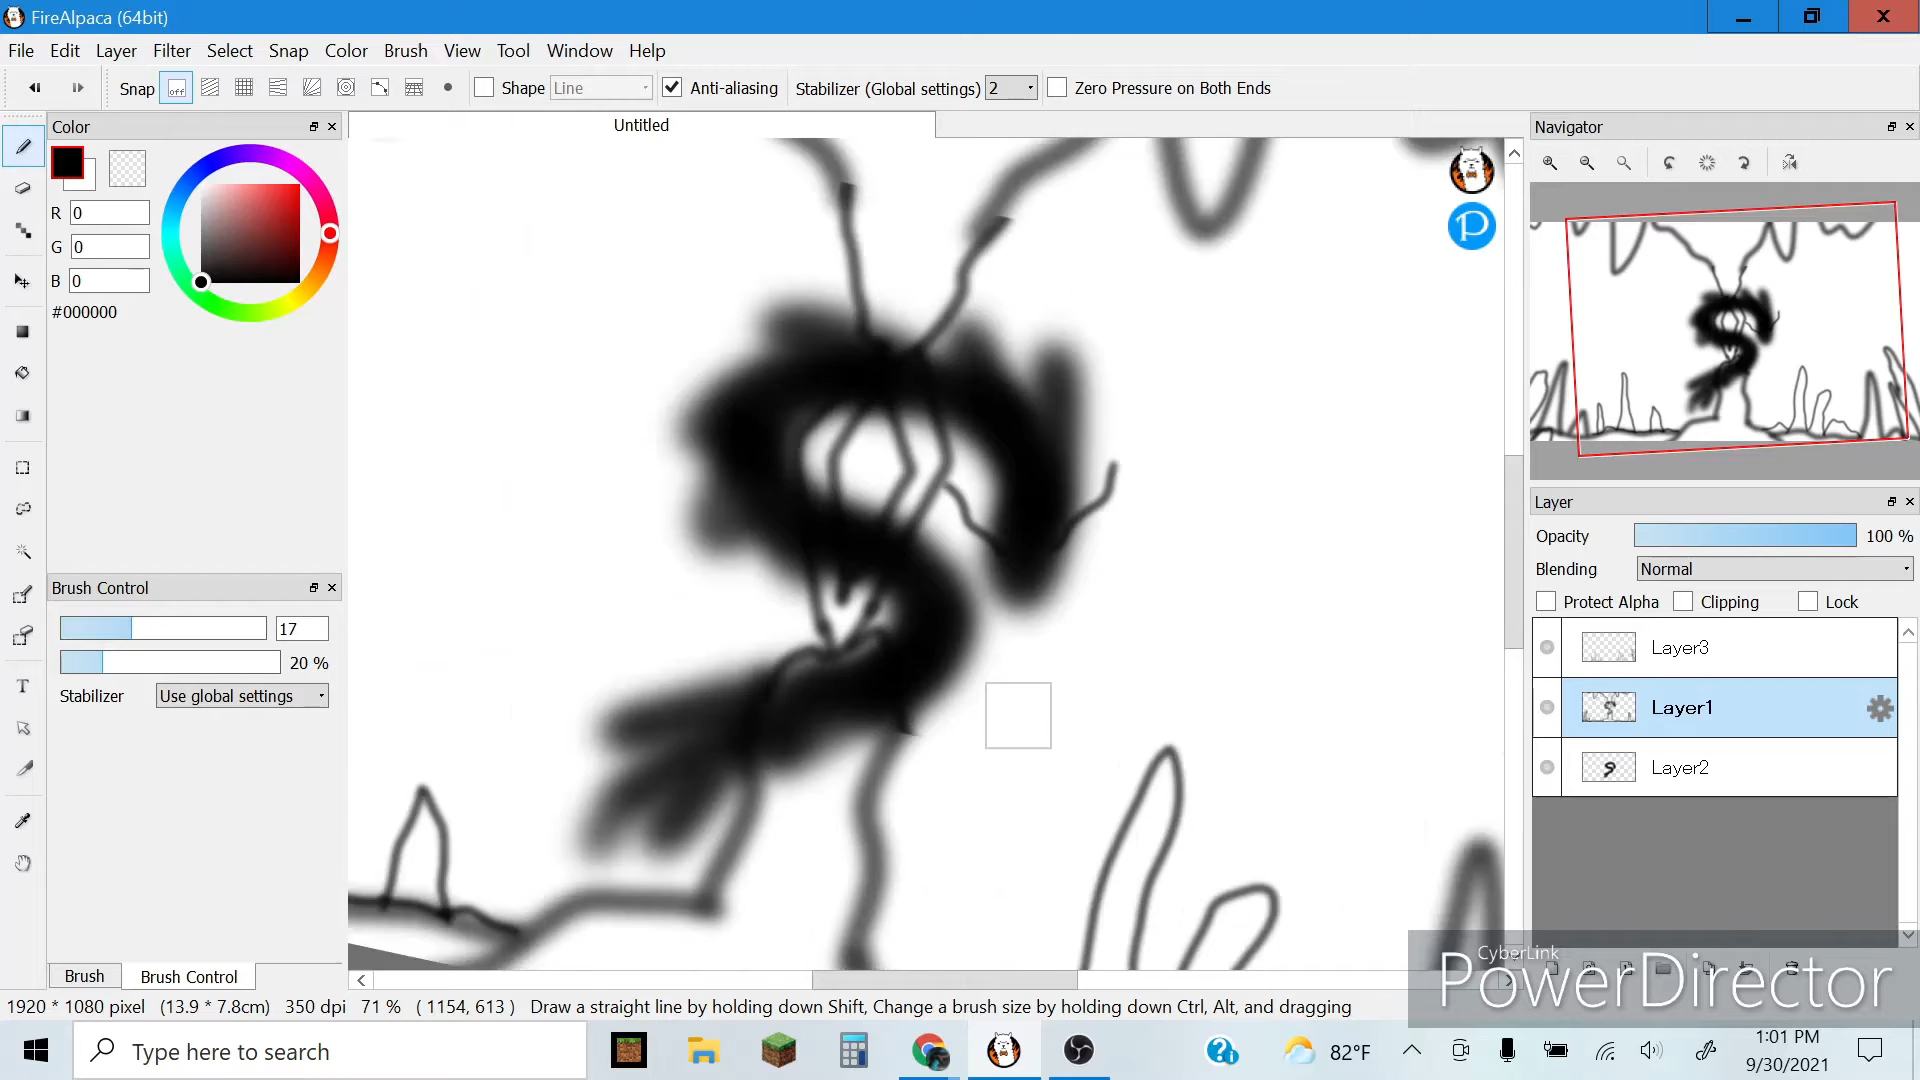 FireAlpaca (64bit)
File Edit Layer Filter Select Snap Color Brush View Tool Window Help
Snap off Shape Line Anti-aliasing Stabilizer (Global settings) 2 Zero Pressure on Both Ends
Color
Untitled
Navigator
R 0
G 0
B 0
#000000
P
Layer
Opacity 100 %
Blending Normal
Protect Alpha Clipping Lock
Brush Control
17
20 %
Stabilizer Use global settings
Layer3
Layer1
Layer2
Brush Brush Control
CyberLink
PowerDirector
1920 * 1080 pixel (13.9 * 7.8cm) 350 dpi 71 % ( 1154, 613 ) Draw a straight line by holding down Shift, Change a brush size by holding down Ctrl, Alt, and dragging
Type here to search
82°F
1:01 PM
9/30/2021